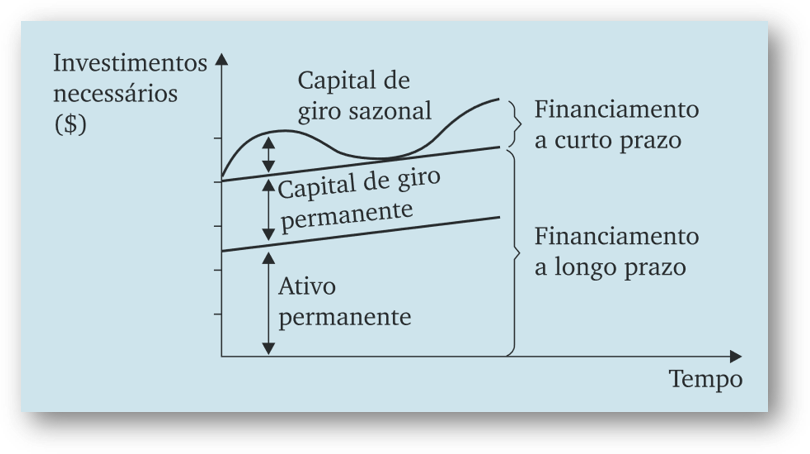 Investimentos
necessários
($)
Capital de
giro sazonal
Financiamento
a curto prazo
Capital de giro
permanente
Financiamento
a longo prazo
Ativo
permanente
Tempo